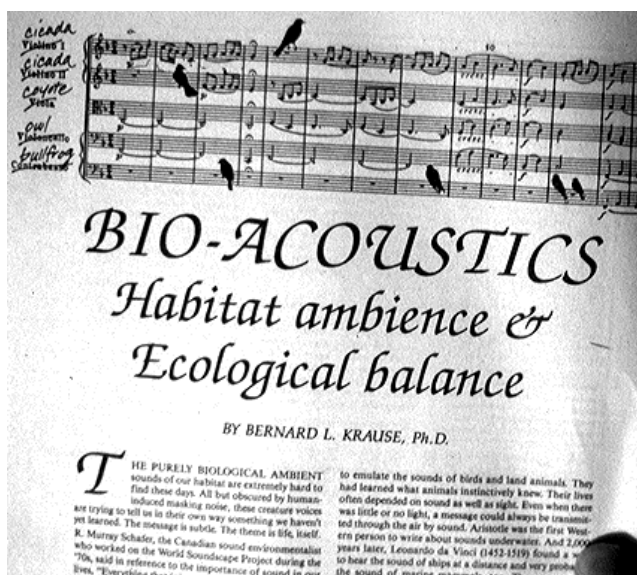 cicada
Violino I
cicada
Violino II
coyote
Viola
owl
Violoncello
bullfrog
Contrabasso
10
BIO-ACOUSTICS
Habitat ambience &
Ecological balance
BY BERNARD L. KRAUSE, Ph.D.
THE PURELY BIOLOGICAL AMBIENT
sounds of our habitat are extremely hard to
find these days. All but obscured by human-
induced masking noise, these creature voices
are trying to tell us in their own way something we haven't
yet learned. The message is subtle. The theme is life, itself.
R. Murray Schafer, the Canadian sound environmentalist
who worked on the World Soundscape Project during the
'70s, said in reference to the importance of sound in our
lives, "Everything
to emulate the sounds of birds and land animals. They
had learned what animals instinctively knew. Their lives
often depended on sound as well as sight. Even when there
was little or no light, a message could always be transmit-
ted through the air by sound. Aristotle was the first West-
ern person to write about sounds underwater. And 2,000
years later, Leonardo da Vinci (1452-1519) found a
to hear the sound of ships at a distance and very
the sound of marine